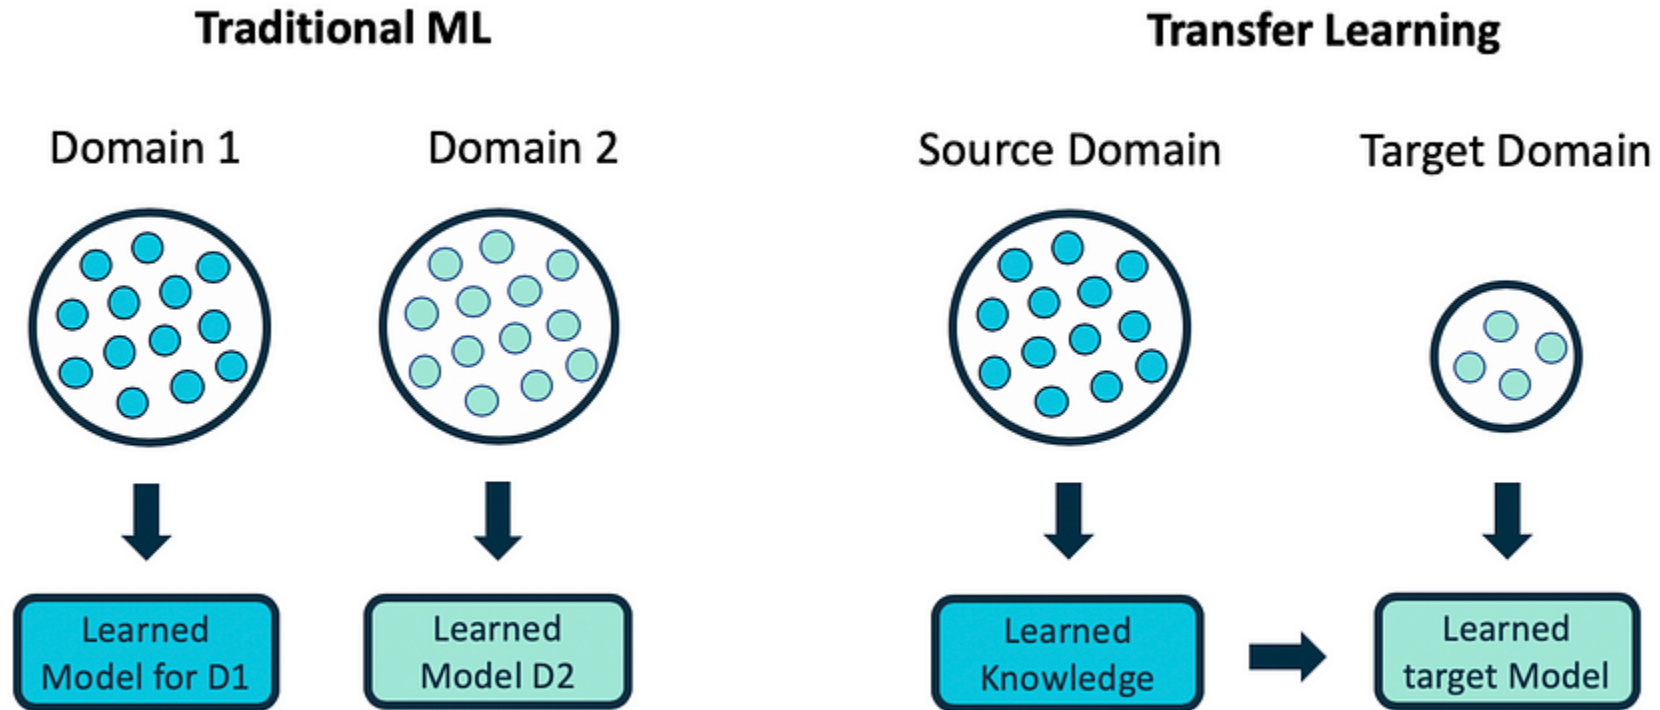 Traditional ML
Transfer Learning
Domain 1
Domain 2
Source Domain
Target Domain
Learned
Model for D1
Learned
Model D2
Learned
Knowledge
Learned
target Model